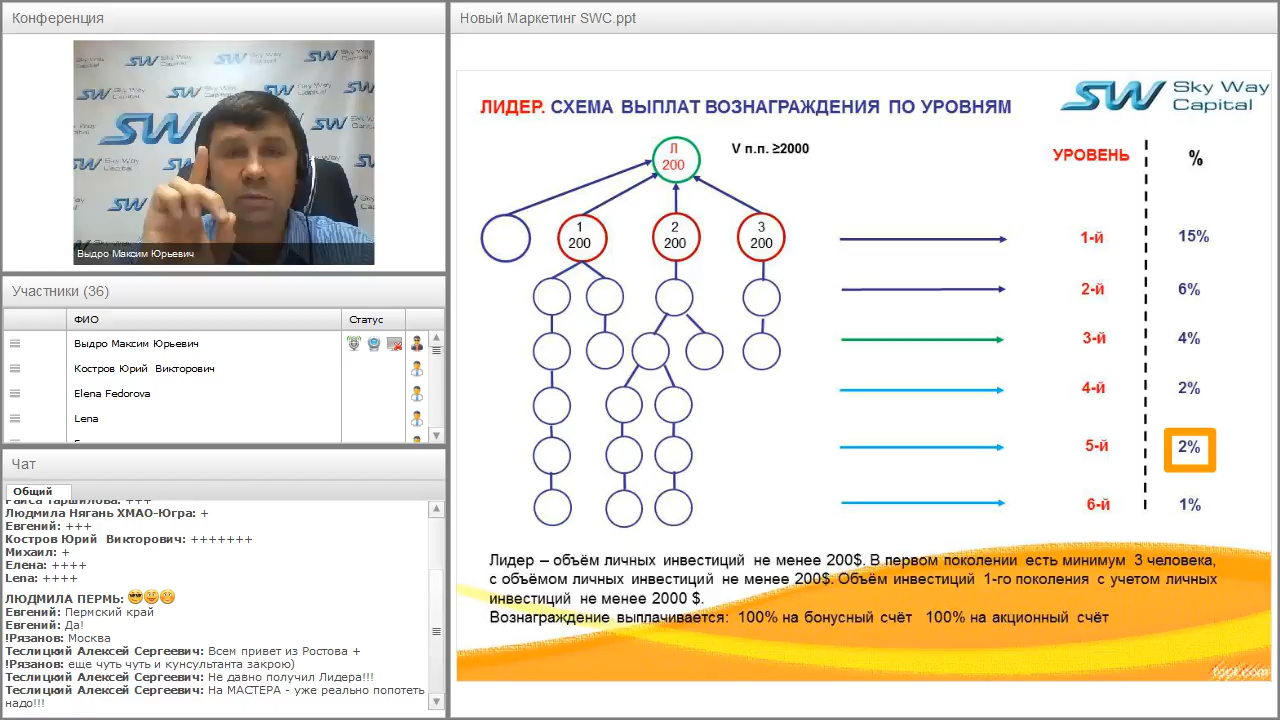 Конференция
Выдро Максим Юрьевич
Участники (36)
ФИО
Статус
Выдро Максим Юрьевич
Костров Юрий Викторович
Elena Fedorova
Lena
Чат
Общий
Раиса Таршилова: +++
Людмила Нягань ХМАО-Югра: +
Евгений: +++
Костров Юрий Викторович: +++++++
Михаил: +
Елена: ++++
Lena: ++++
ЛЮДМИЛА ПЕРМЬ:
Евгений: Пермский край
Евгений: Да!
!Рязанов: Москва
Теслицкий Алексей Сергеевич: Всем привет из Ростова +
!Рязанов: еще чуть чуть и кунсультанта закрою)
Теслицкий Алексей Сергеевич: Не давно получил Лидера!!!
Теслицкий Алексей Сергеевич: На МАСТЕРА - уже реально попотеть
надо!!!
Новый Маркетинг SWC.ppt
SW Sky Way
Capital
ЛИДЕР. СХЕМА ВЫПЛАТ ВОЗНАГРАЖДЕНИЯ ПО УРОВНЯМ
Л
200
V п.п. ≥2000
УРОВЕНЬ %
1
200
2
200
3
200
1-й 15%
2-й 6%
3-й 4%
4-й 2%
5-й 2%
6-й 1%
Лидер – объём личных инвестиций не менее 200$. В первом поколении есть минимум 3 человека,
с объёмом личных инвестиций не менее 200$. Объём инвестиций 1-го поколения с учетом личных
инвестиций не менее 2000 $.
Вознаграждение выплачивается: 100% на бонусный счёт 100% на акционный счёт
fppt.com